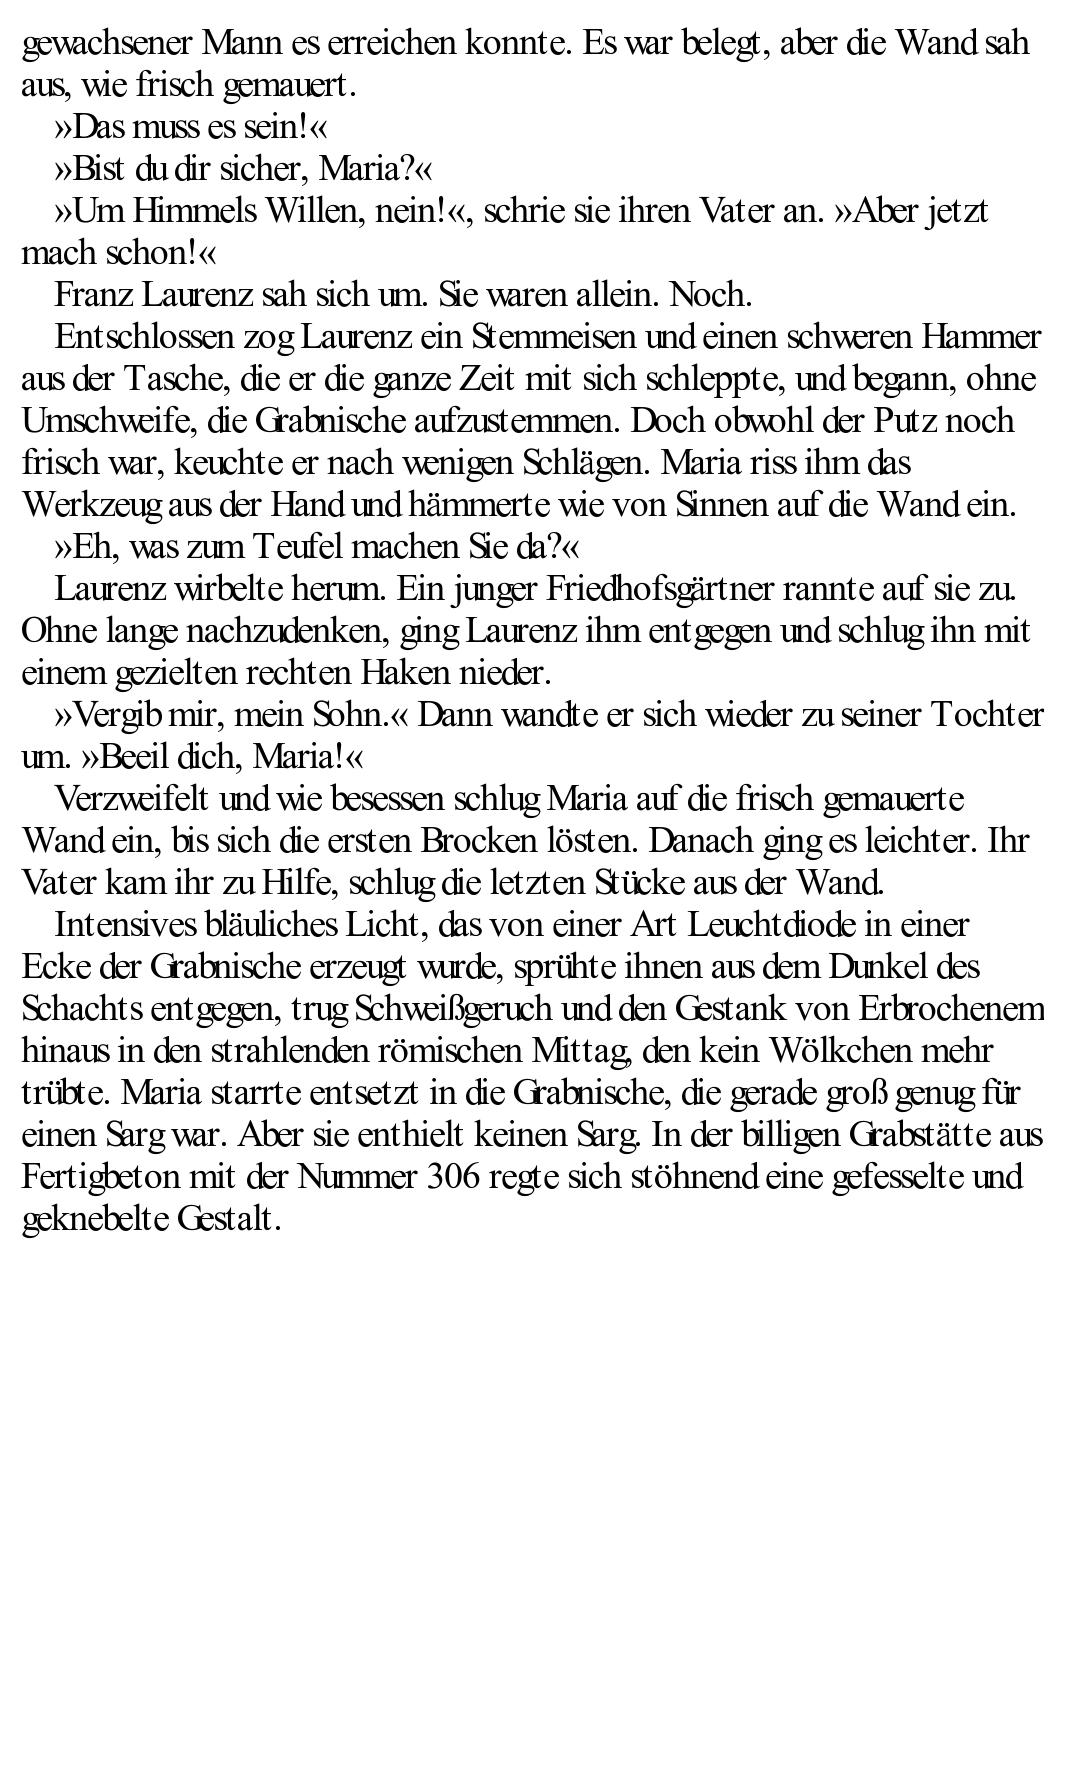 gewachsener Mann es erreichen konnte. Es war belegt, aber die Wand sah
aus, wie frisch gemauert.
»Das muss es sein!«
»Bist du dir sicher, Maria?«
»Um Himmels Willen, nein!«, schrie sie ihren Vater an. »Aber jetzt
mach schon!«
Franz Laurenz sah sich um. Sie waren allein. Noch.
Entschlossen zog Laurenz ein Stemmeisen und einen schweren Hammer
aus der Tasche, die er die ganze Zeit mit sich schleppte, und begann, ohne
Umschweife, die Grabnische aufzustemmen. Doch obwohl der Putz noch
frisch war, keuchte er nach wenigen Schlägen. Maria riss ihm das
Werkzeug aus der Hand und hämmerte wie von Sinnen auf die Wand ein.
»Eh, was zum Teufel machen Sie da?«
Laurenz wirbelte herum. Ein junger Friedhofsgärtner rannte auf sie zu.
Ohne lange nachzudenken, ging Laurenz ihm entgegen und schlug ihn mit
einem gezielten rechten Haken nieder.
»Vergib mir, mein Sohn.« Dann wandte er sich wieder zu seiner Tochter
um. »Beeil dich, Maria!«
Verzweifelt und wie besessen schlug Maria auf die frisch gemauerte
Wand ein, bis sich die ersten Brocken lösten. Danach ging es leichter. Ihr
Vater kam ihr zu Hilfe, schlug die letzten Stücke aus der Wand.
Intensives bläuliches Licht, das von einer Art Leuchtdiode in einer
Ecke der Grabnische erzeugt wurde, sprühte ihnen aus dem Dunkel des
Schachts entgegen, trug Schweißgeruch und den Gestank von Erbrochenem
hinaus in den strahlenden römischen Mittag, den kein Wölkchen mehr
trübte. Maria starrte entsetzt in die Grabnische, die gerade groß genug für
einen Sarg war. Aber sie enthielt keinen Sarg. In der billigen Grabstätte aus
Fertigbeton mit der Nummer 306 regte sich stöhnend eine gefesselte und
geknebelte Gestalt.